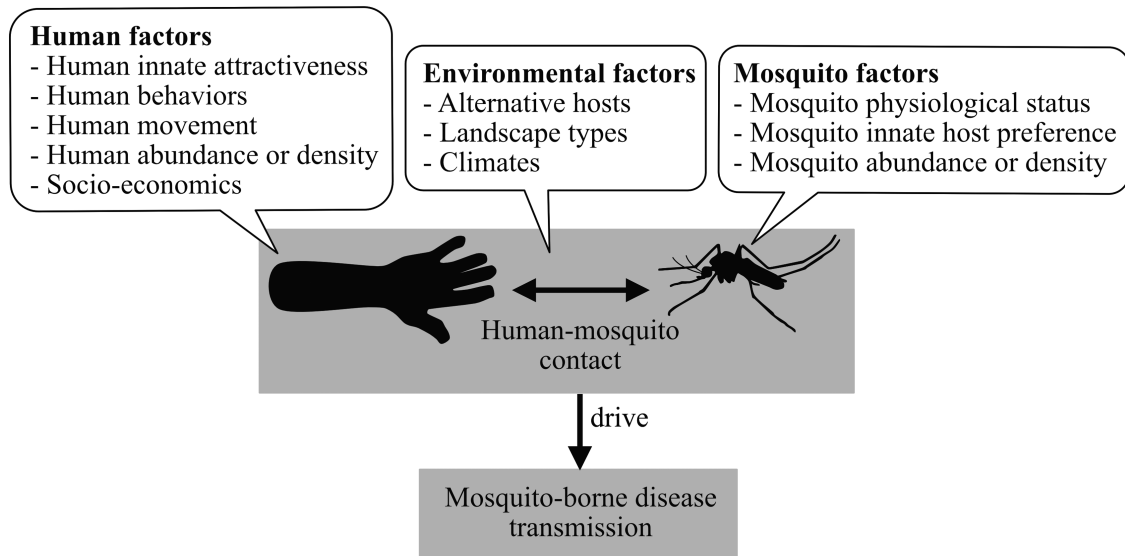 Human factors
- Human innate attractiveness
- Human behaviors
- Human movement
- Human abundance or density
- Socio-economics
Environmental factors
- Alternative hosts
- Landscape types
- Climates
Mosquito factors
- Mosquito physiological status
- Mosquito innate host preference
- Mosquito abundance or density
Human-mosquito
contact
drive
Mosquito-borne disease
transmission